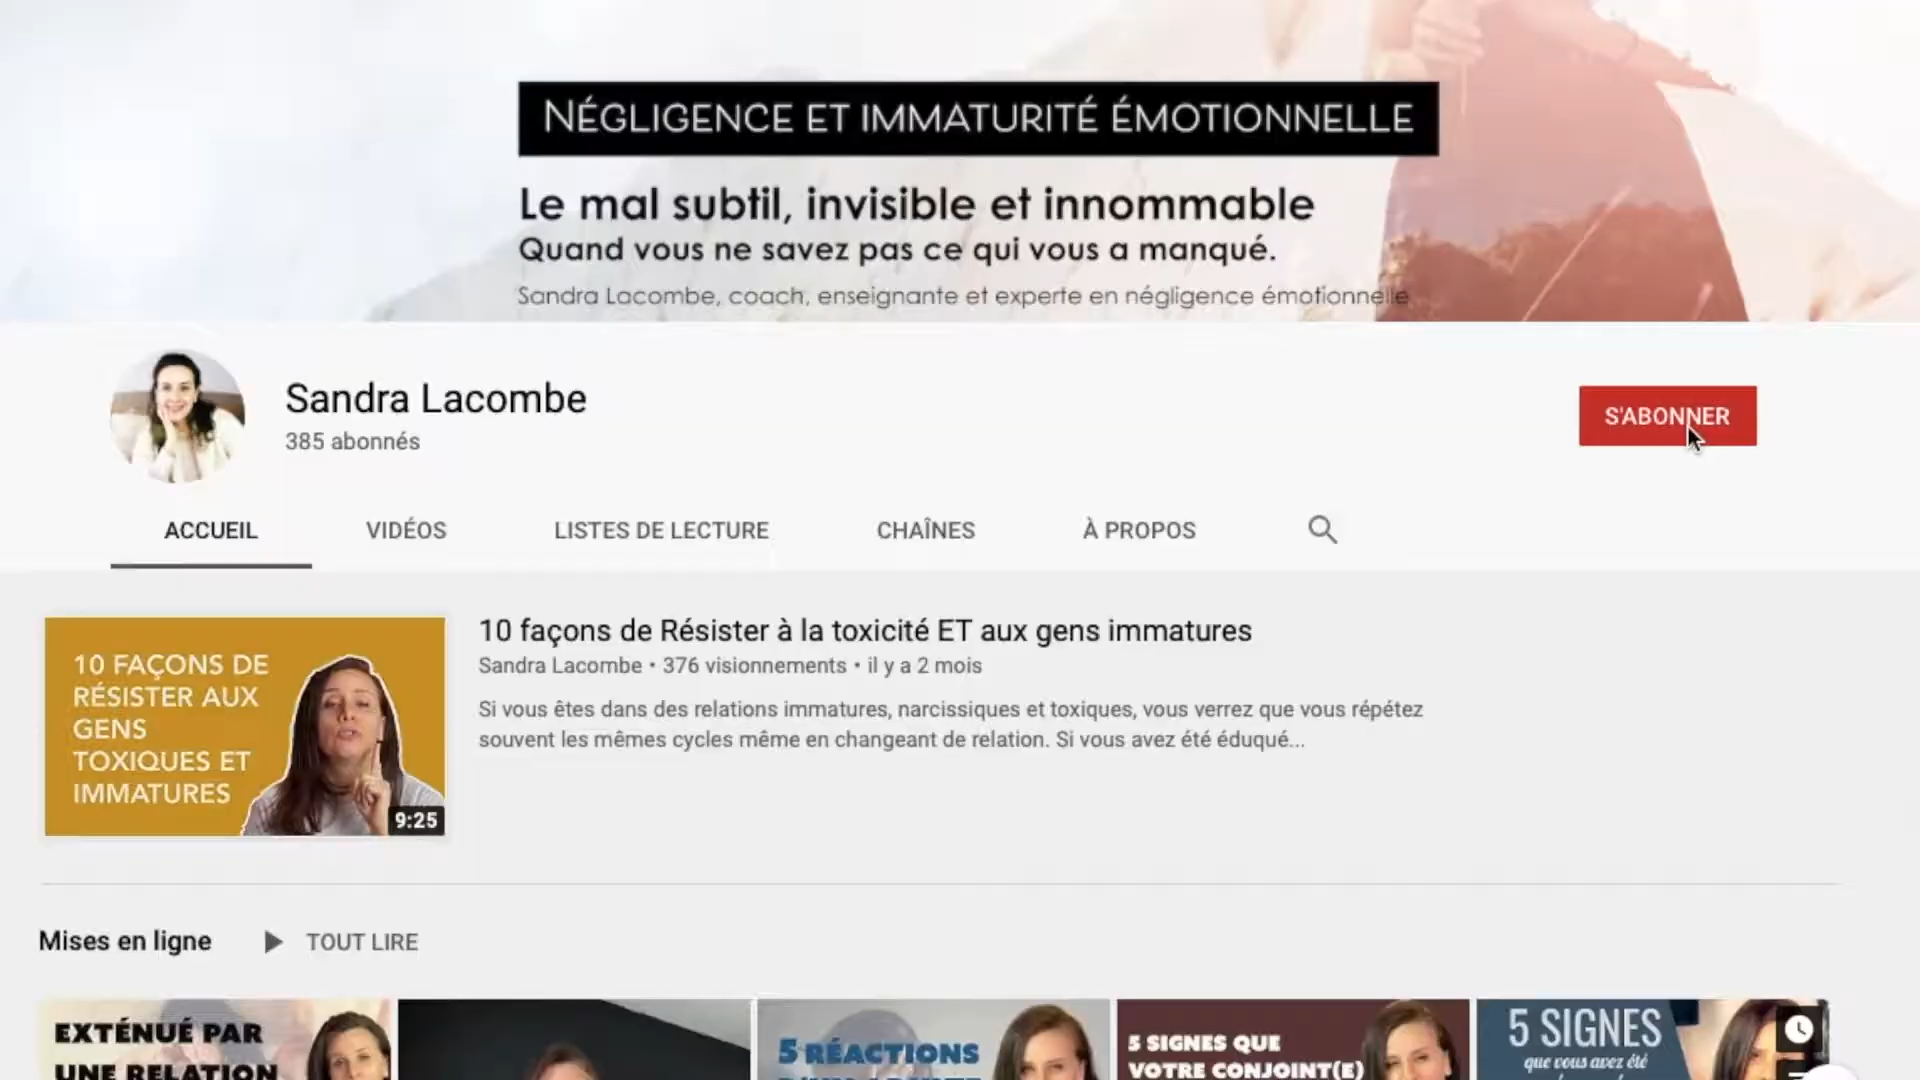 NÉGLIGENCE ET IMMATURITÉ ÉMOTIONNELLE
Le mal subtil, invisible et innommable
Quand vous ne savez pas ce qui vous a manqué.
Sandra Lacombe, coach, enseignante et experte en négligence émotionnelle
Sandra Lacombe
385 abonnés
S'ABONNER
ACCUEIL
VIDÉOS
LISTES DE LECTURE
CHAÎNES
À PROPOS
10 FAÇONS DE
RÉSISTER AUX
GENS
TOXIQUES ET
IMMATURES
9:25
10 façons de Résister à la toxicité ET aux gens immatures
Sandra Lacombe • 376 visionnements • il y a 2 mois
Si vous êtes dans des relations immatures, narcissiques et toxiques, vous verrez que vous répétez
souvent les mêmes cycles même en changeant de relation. Si vous avez été éduqué...
Mises en ligne
TOUT LIRE
EXTÉNUÉ PAR
UNE RELATION
5 RÉACTIONS
5 SIGNES QUE
VOTRE CONJOINT(E)
5 SIGNES
que vous avez été